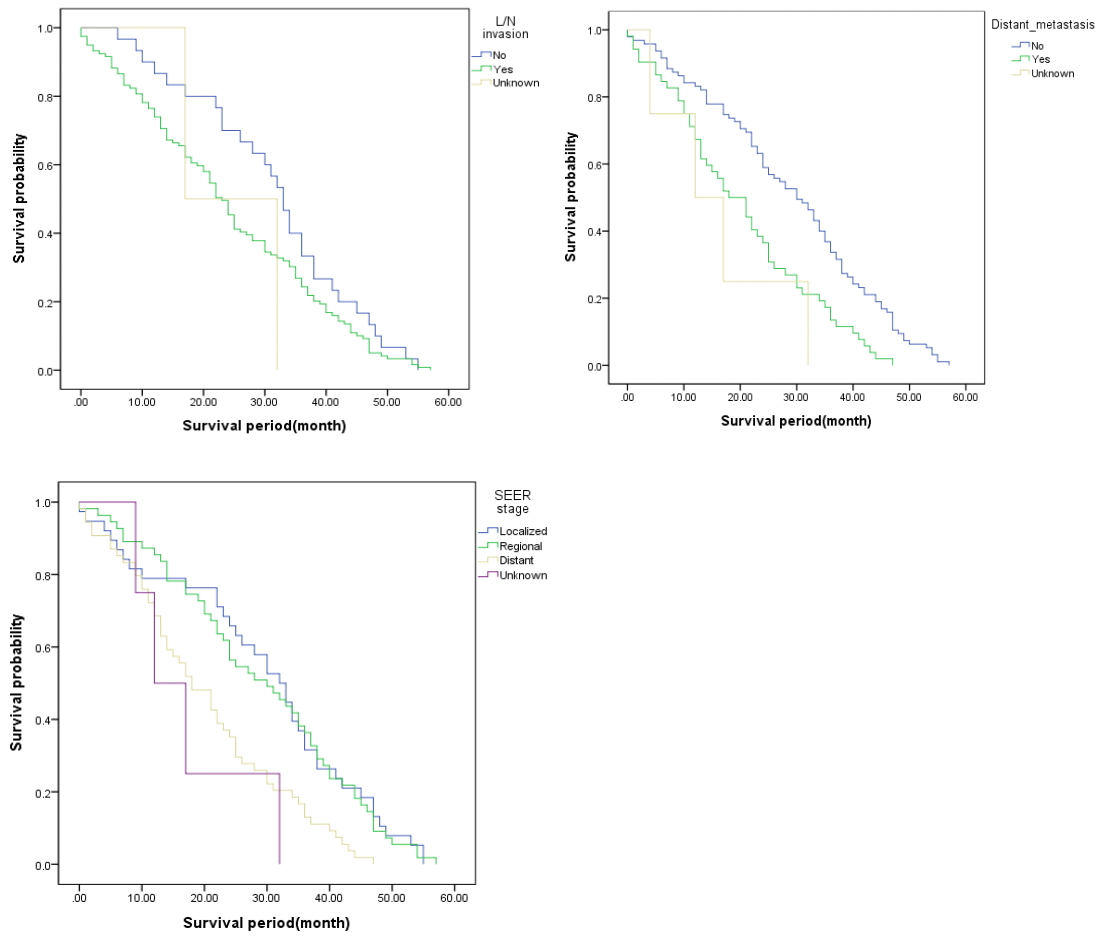 L/N
invasion
No
Yes
Unknown
1.0
0.8
0.6
0.4
0.2
0.0
Survival probability
.00 10.00 20.00 30.00 40.00 50.00 60.00
Survival period(month)
Distant_metastasis
No
Yes
Unknown
1.0
0.8
0.6
0.4
0.2
0.0
Survival probability
.00 10.00 20.00 30.00 40.00 50.00 60.00
Survival period(month)
SEER
stage
Localized
Regional
Distant
Unknown
1.0
0.8
0.6
0.4
0.2
0.0
Survival probability
.00 10.00 20.00 30.00 40.00 50.00 60.00
Survival period(month)